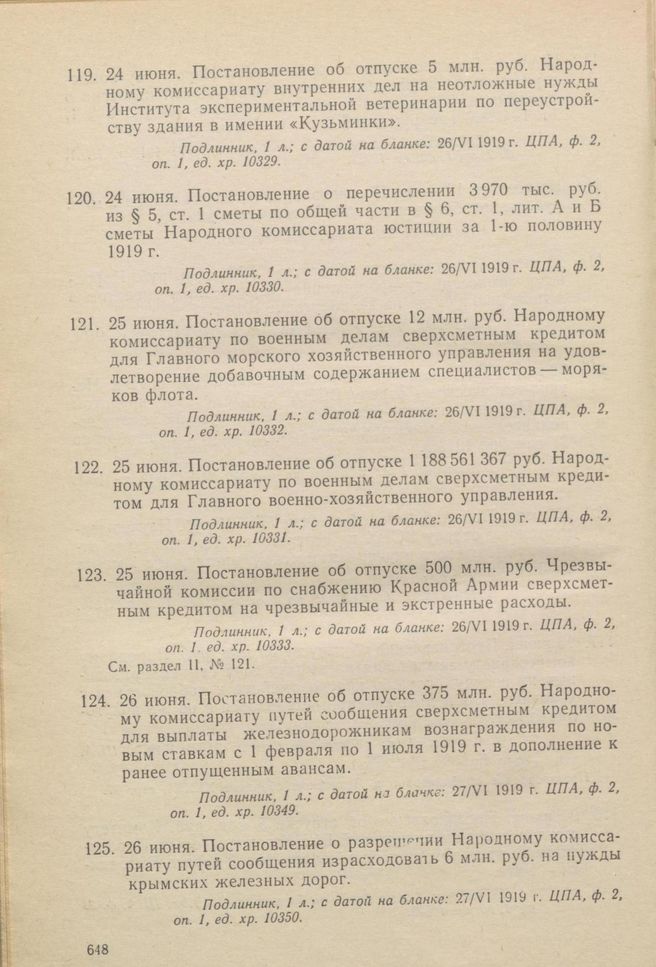 119. 24 июня. Постановление об отпуске 5 млн. руб. Народ-
ному комиссариату внутренних дел на неотложные нужды
Института экспериментальной ветеринарии по переустрой-
ству здания в имении «Кузьминки».
Подлинник, 1 л.; с датой на бланке: 26/VI 1919 г. ЦПА, ф. 2,
оп. 1, ед. хр. 10329.
120. 24 июня. Постановление о перечислении 3 970 тыс. руб.
из § 5, ст. 1 сметы по общей части в § 6, ст. 1, лит. А и Б
сметы Народного комиссариата юстиции за 1-ю половину
1919 г.
Подлинник, 1 л.; с датой на бланке: 26/VI 1919 г. ЦПА, ф. 2,
оп. 1, ед. хр. 10330.
121. 25 июня. Постановление об отпуске 12 млн. руб. Народному
комиссариату по военным делам сверхсметным кредитом
для Главного морского хозяйственного управления на удов-
летворение добавочным содержанием специалистов — моря-
ков флота.
Подлинник, 1 л.; с датой на бланке: 26/VI 1919 г. ЦПА, ф. 2,
оп. 1, ед. хр. 10332.
122. 25 июня. Постановление об отпуске 1 188 561 367 руб. Народ-
ному комиссариату по военным делам сверхсметным креди-
том для Главного военно-хозяйственного управления.
Подлинник, 1 л.; с датой на бланке: 26/VI 1919 г. ЦПА, ф. 2,
оп. 1, ед. хр. 10331.
123. 25 июня. Постановление об отпуске 500 млн. руб. Чрезвы-
чайной комиссии по снабжению Красной Армии сверхсмет-
ным кредитом на чрезвычайные и экстренные расходы.
Подлинник, 1 л.; с датой на бланке: 26/VI 1919 г. ЦПА, ф. 2,
оп. 1. ед. хр. 10333.
См. раздел II, № 121.
124. 26 июня. Постановление об отпуске 375 млн. руб. Народно-
му комиссариату путей сообщения сверхсметным кредитом
для выплаты железнодорожникам вознаграждения по но-
вым ставкам с 1 февраля по 1 июля 1919 г. в дополнение к
ранее отпущенным авансам.
Подлинник, 1 л.; с датой на бланке: 27/VI 1919 г. ЦПА, ф. 2,
оп. 1, ед. хр. 10349.
125. 26 июня. Постановление о разрешении Народному комисса-
риату путей сообщения израсходовать 6 млн. руб. на нужды
крымских железных дорог.
Подлинник, 1 л.; с датой на бланке: 27/VI 1919 г. ЦПА, ф. 2,
оп. 1, ед. хр. 10350.
648